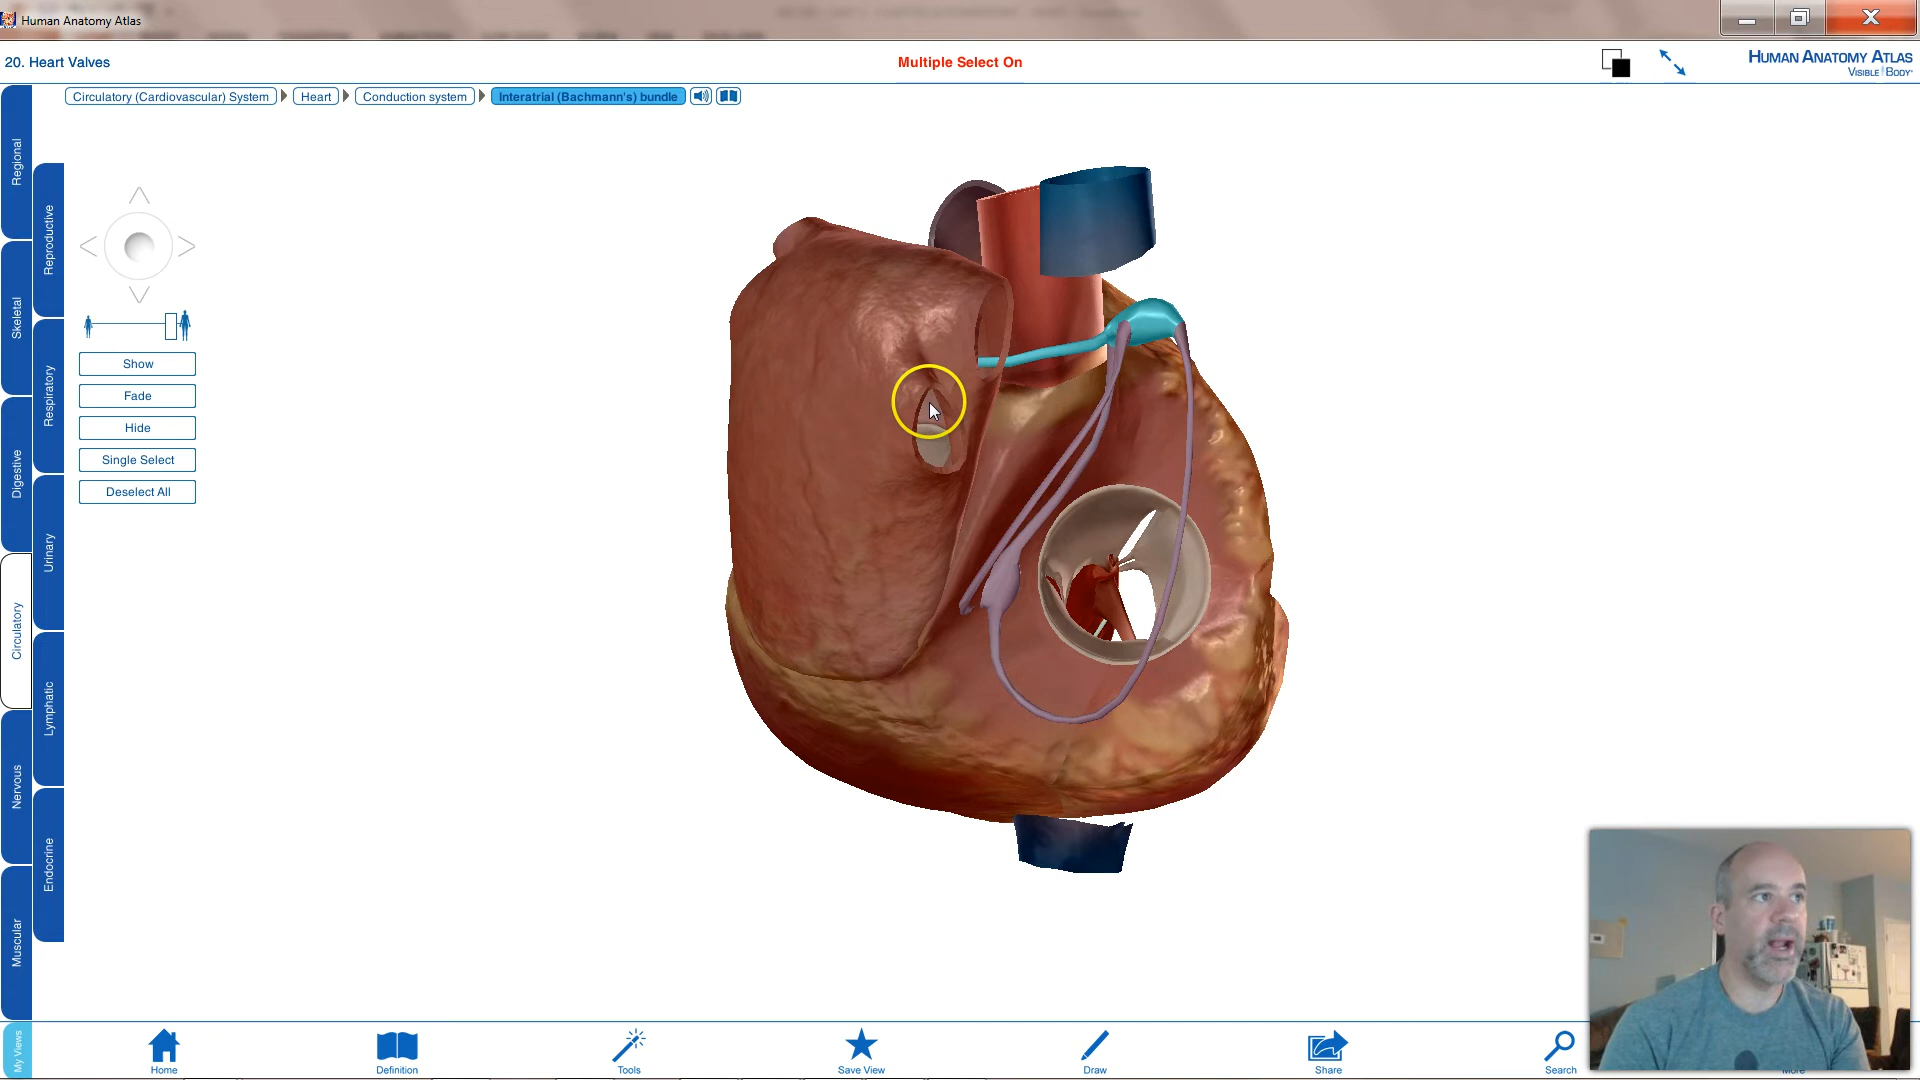 Human Anatomy Atlas
20. Heart Valves
Multiple Select On
HUMAN ANATOMY ATLAS
VISIBLE BODY
Circulatory (Cardiovascular) System
Heart
Conduction system
Interatrial (Bachmann's) bundle
Regional
Skeletal
Digestive
Circulatory
Nervous
Muscular
My Views
Reproductive
Respiratory
Urinary
Lymphatic
Endocrine
Show
Fade
Hide
Single Select
Deselect All
Home
Definition
Tools
Save View
Draw
Share
Search
More